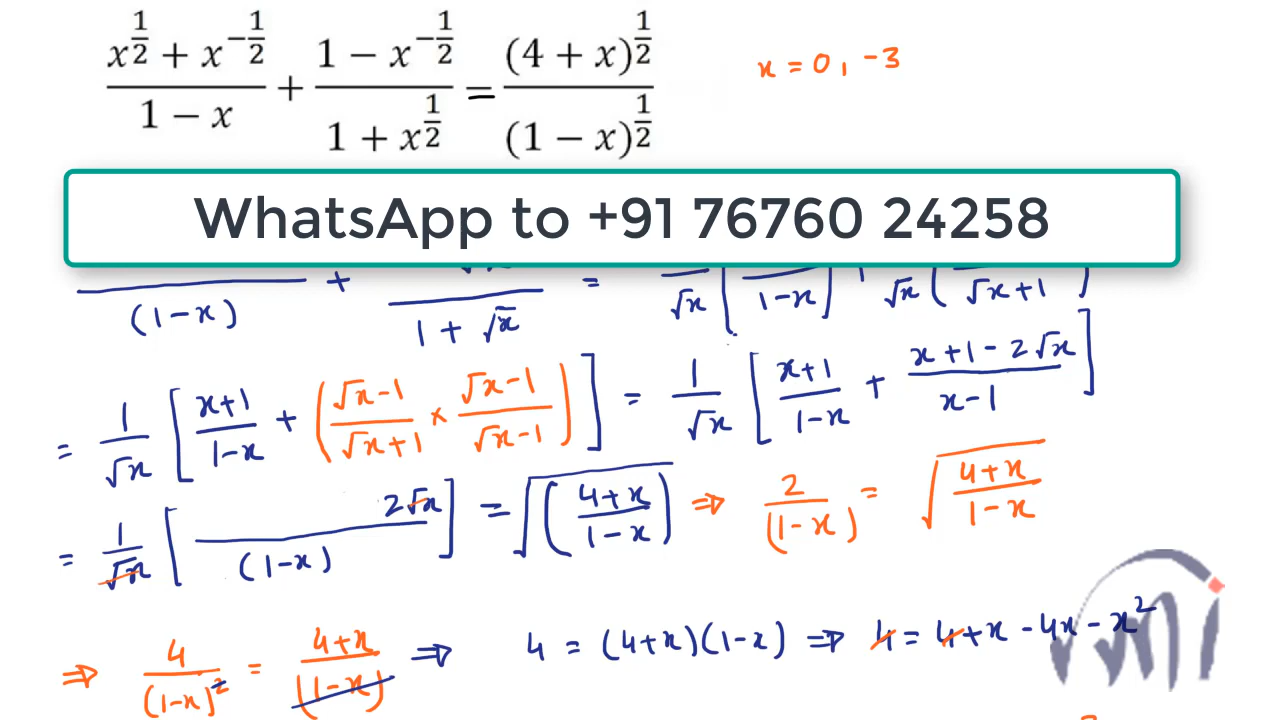 x^{1/2} + x^{-1/2} / 1 − x + 1 − x^{-1/2} / 1 + x^{1/2} = (4 + x)^{1/2} / (1 − x)^{1/2}    x = 0, -3
WhatsApp to +91 76760 24258
/ (1-x) + / 1 + √x = / √x [ / 1-x ] √x ( / √x+1 )
= 1/√x [ x+1 / 1-x + ( √x-1 / √x+1 × √x-1 / √x-1 ) ] = 1/√x [ x+1 / 1-x + x+1-2√x / x-1 ]
= 1/√x [ 2√x / (1-x) ] = √( 4+x / 1-x ) ⇒ 2 / (1-x) = √ 4+x / 1-x
⇒ 4 / (1-x)^2 = 4+x / (1-x) ⇒ 4 = (4+x)(1-x) ⇒ 4 = 4+x-4x-x^2